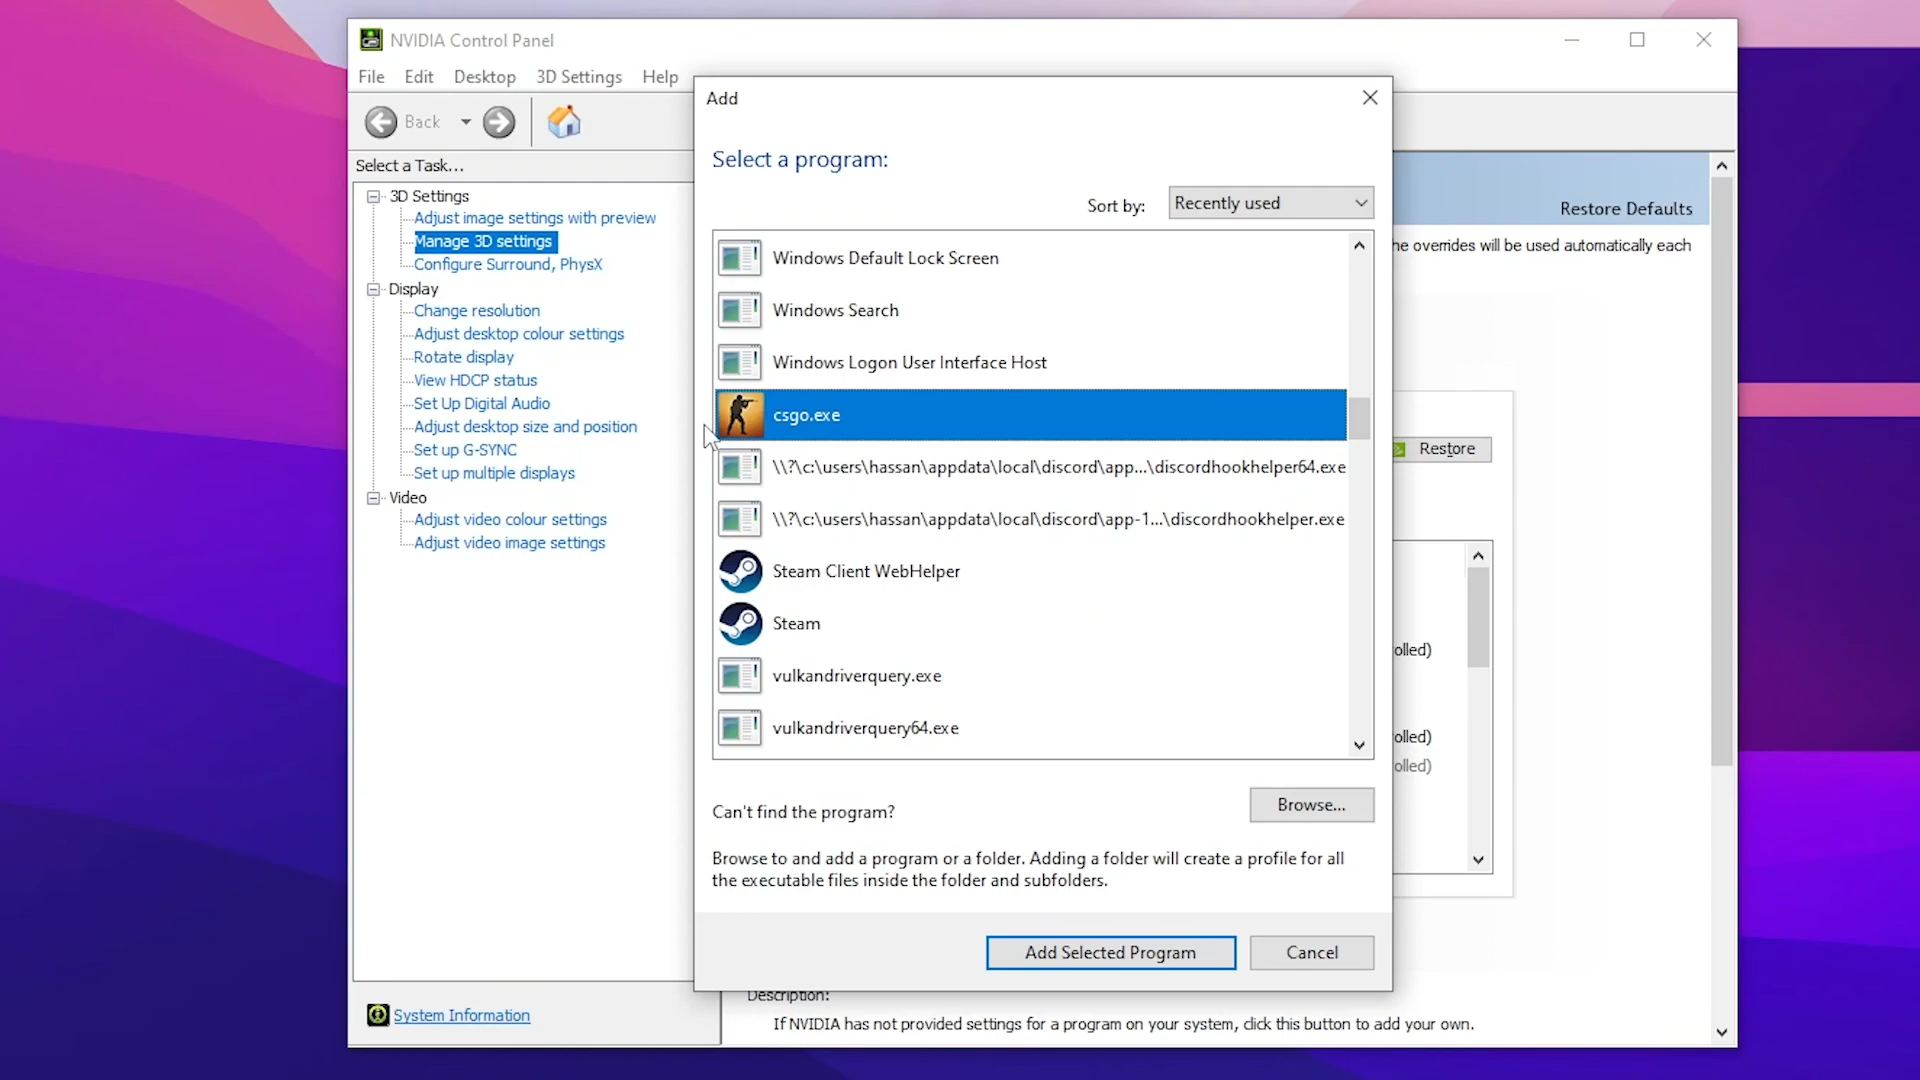 NVIDIA Control Panel
File Edit Desktop 3D Settings Help
Back
Select a Task...
3D Settings
Adjust image settings with preview
Manage 3D settings
Configure Surround, PhysX
Display
Change resolution
Adjust desktop colour settings
Rotate display
View HDCP status
Set Up Digital Audio
Adjust desktop size and position
Set up G-SYNC
Set up multiple displays
Video
Adjust video colour settings
Adjust video image settings
System Information
Add
Select a program:
Sort by: Recently used
Windows Default Lock Screen
Windows Search
Windows Logon User Interface Host
csgo.exe
\\?\c:\users\hassan\appdata\local\discord\app...\discordhookhelper64.exe
\\?\c:\users\hassan\appdata\local\discord\app-1...\discordhookhelper.exe
Steam Client WebHelper
Steam
vulkandriverquery.exe
vulkandriverquery64.exe
Can't find the program?
Browse...
Browse to and add a program or a folder. Adding a folder will create a profile for all
the executable files inside the folder and subfolders.
Add Selected Program
Cancel
Restore Defaults
he overrides will be used automatically each
Restore
olled)
olled)
olled)
Description:
If NVIDIA has not provided settings for a program on your system, click this button to add your own.